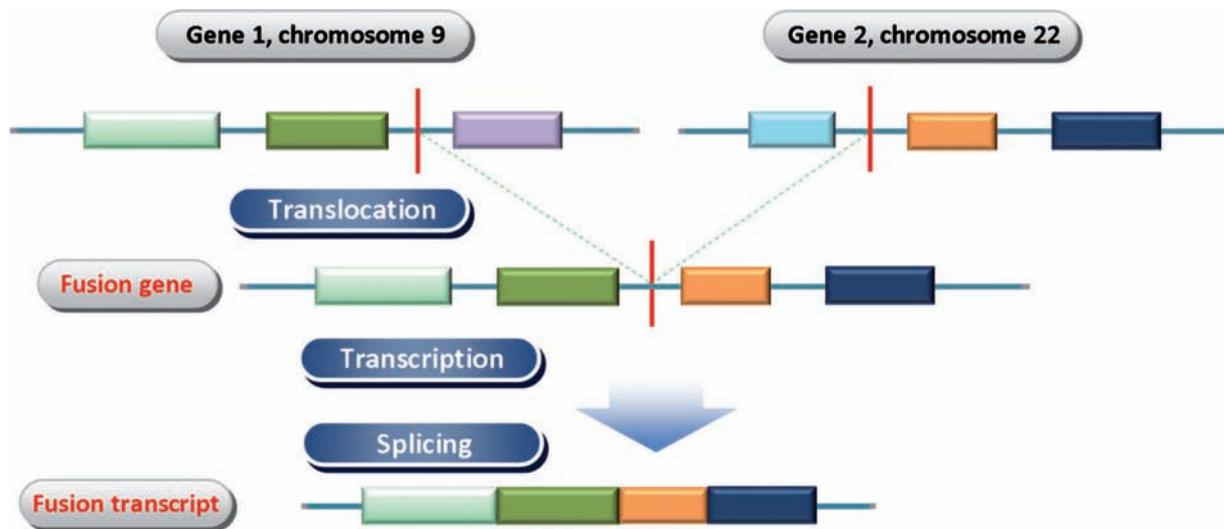 Gene 1, chromosome 9
Gene 2, chromosome 22
Translocation
Fusion gene
Transcription
Splicing
Fusion transcript